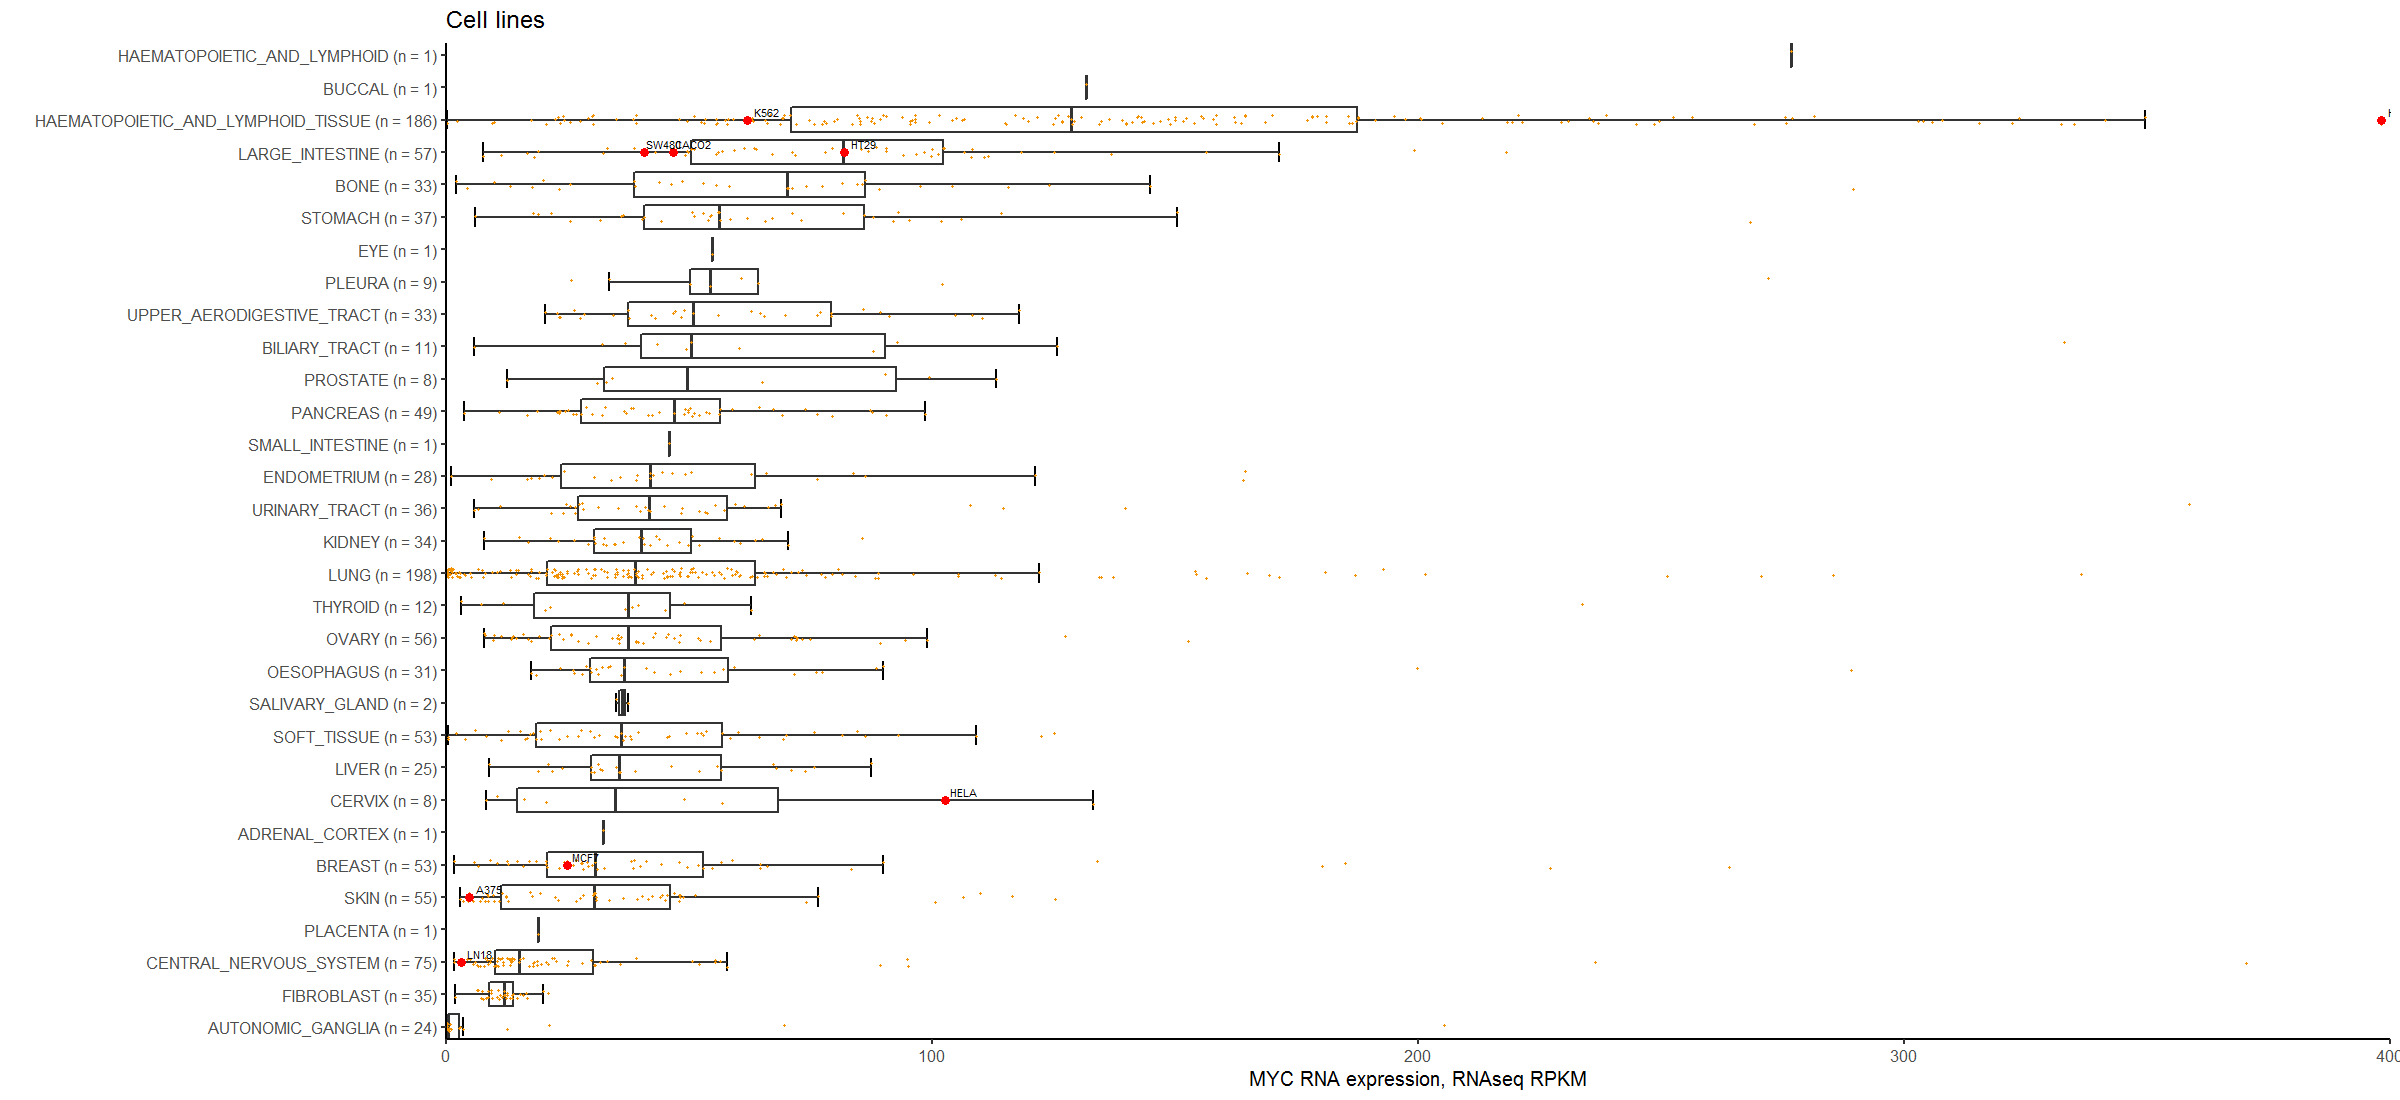 Cell lines
HAEMATOPOIETIC_AND_LYMPHOID (n = 1)
BUCCAL (n = 1)
HAEMATOPOIETIC_AND_LYMPHOID_TISSUE (n = 186)
K562
LARGE_INTESTINE (n = 57)
SW480
CACO2
HT29
BONE (n = 33)
STOMACH (n = 37)
EYE (n = 1)
PLEURA (n = 9)
UPPER_AERODIGESTIVE_TRACT (n = 33)
BILIARY_TRACT (n = 11)
PROSTATE (n = 8)
PANCREAS (n = 49)
SMALL_INTESTINE (n = 1)
ENDOMETRIUM (n = 28)
URINARY_TRACT (n = 36)
KIDNEY (n = 34)
LUNG (n = 198)
THYROID (n = 12)
OVARY (n = 56)
OESOPHAGUS (n = 31)
SALIVARY_GLAND (n = 2)
SOFT_TISSUE (n = 53)
LIVER (n = 25)
CERVIX (n = 8)
HELA
ADRENAL_CORTEX (n = 1)
BREAST (n = 53)
MCF7
SKIN (n = 55)
A375
PLACENTA (n = 1)
CENTRAL_NERVOUS_SYSTEM (n = 75)
LN18
FIBROBLAST (n = 35)
AUTONOMIC_GANGLIA (n = 24)
0 100 200 300 400
MYC RNA expression, RNAseq RPKM